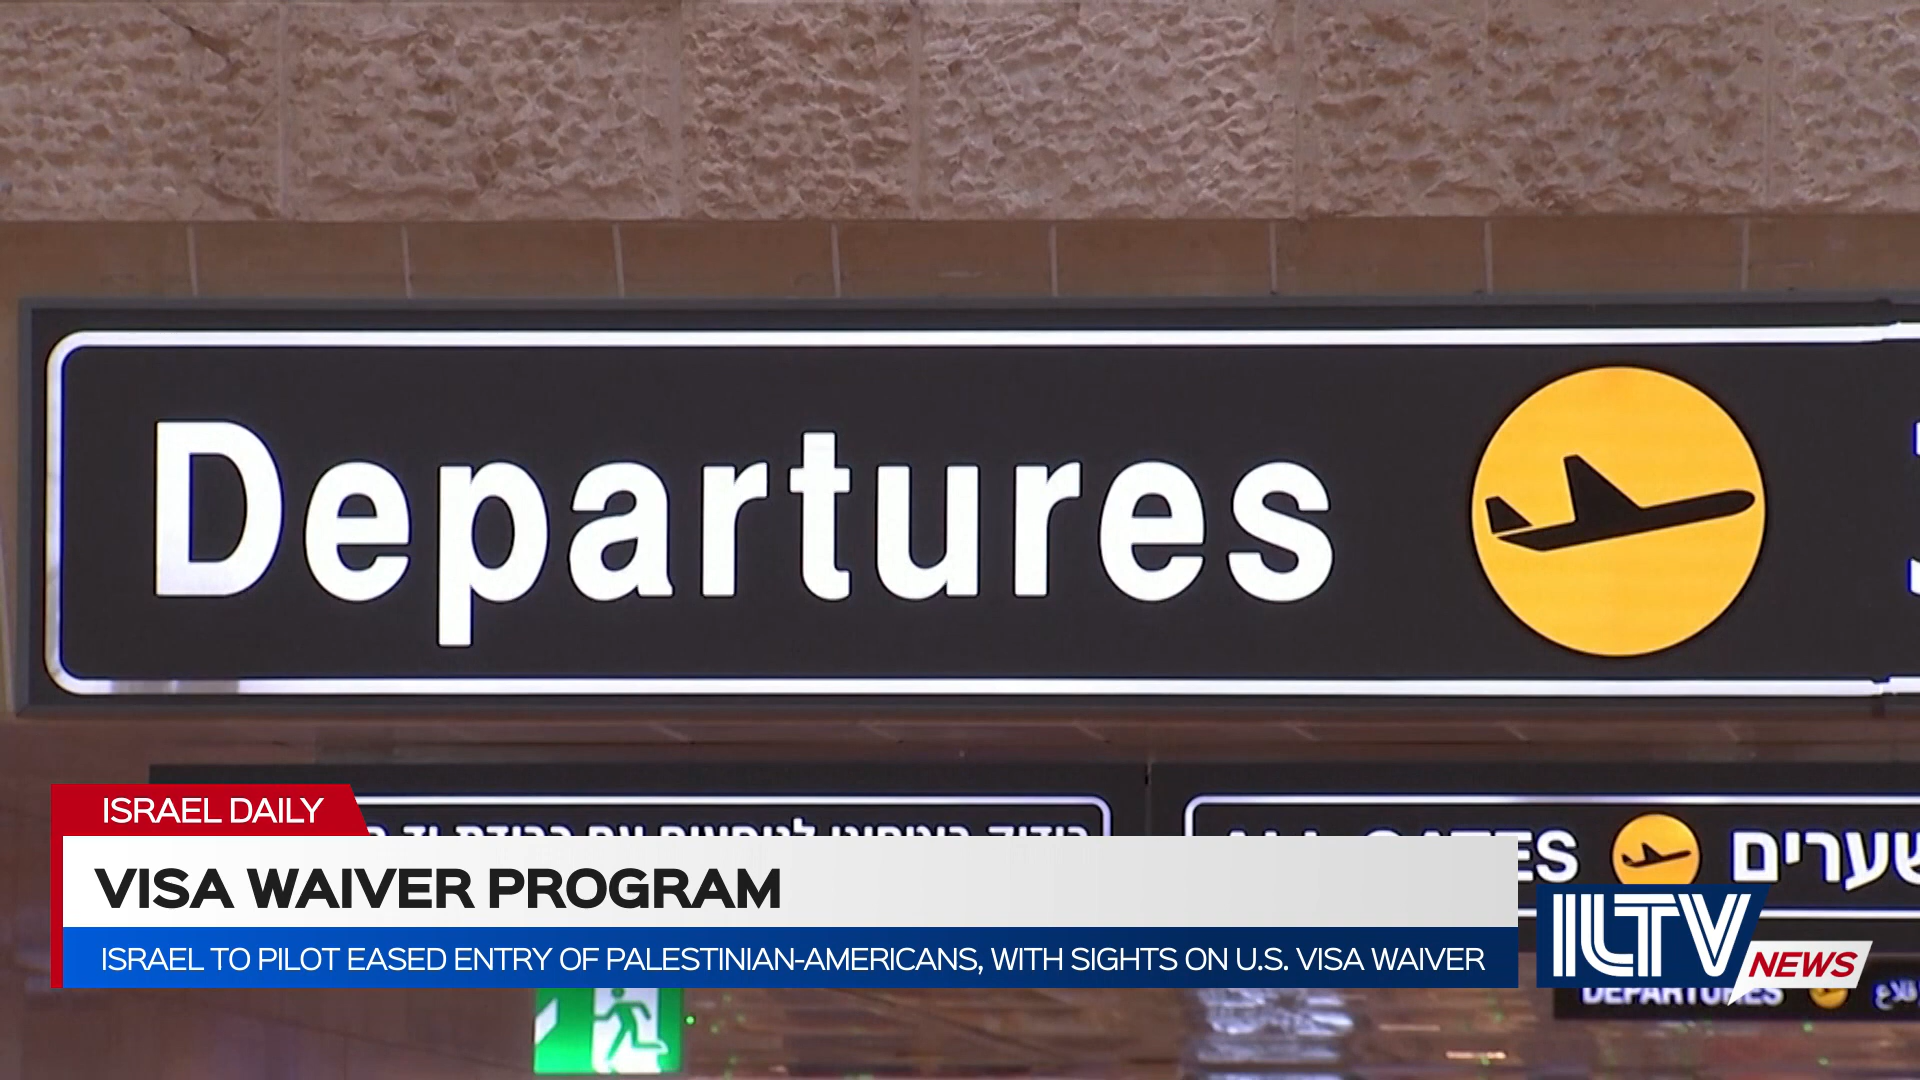 Departures
ISRAEL DAILY
VISA WAIVER PROGRAM
ISRAEL TO PILOT EASED ENTRY OF PALESTINIAN-AMERICANS, WITH SIGHTS ON U.S. VISA WAIVER
שערים
ILTV
NEWS
DEPARTURES